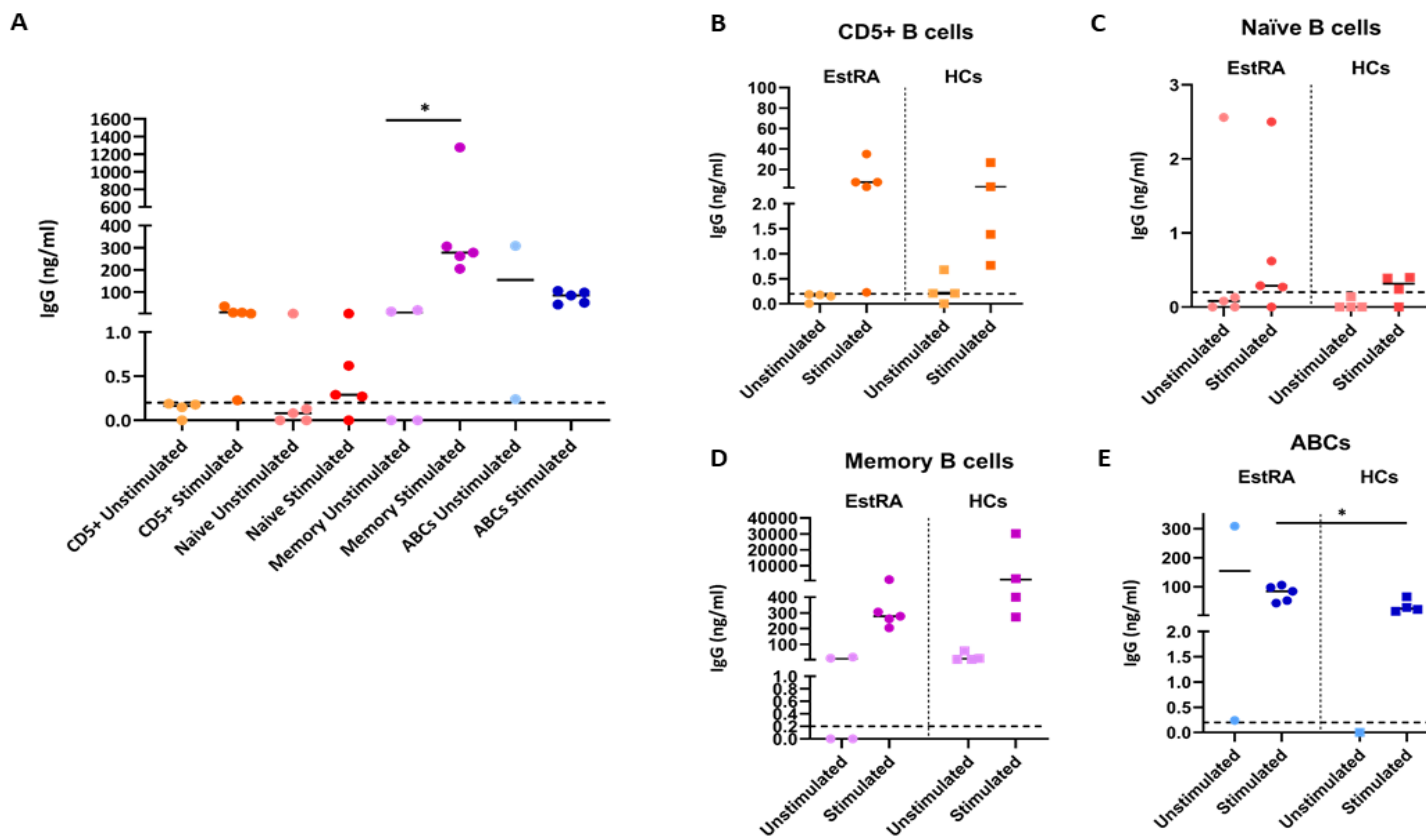 A
*
IgG (ng/ml)
1600
1400
1200
1000
800
600
400
300
200
100
1.0
0.5
0.0
CD5+ Unstimulated
CD5+ Stimulated
Naive Unstimulated
Naive Stimulated
Memory Unstimulated
Memory Stimulated
ABCs Unstimulated
ABCs Stimulated
B
CD5+ B cells
EstRA
HCs
IgG (ng/ml)
100
80
60
40
20
2.0
1.5
1.0
0.5
0.0
Unstimulated
Stimulated
Unstimulated
Stimulated
C
Naïve B cells
EstRA
HCs
IgG (ng/ml)
3
2
1
0
Unstimulated
Stimulated
Unstimulated
Stimulated
D
Memory B cells
EstRA
HCs
IgG (ng/ml)
40000
30000
20000
10000
400
300
200
100
1.0
0.8
0.6
0.4
0.2
0.0
Unstimulated
Stimulated
Unstimulated
Stimulated
E
ABCs
EstRA
HCs
*
IgG (ng/ml)
300
200
100
2.0
1.5
1.0
0.5
0.0
Unstimulated
Stimulated
Unstimulated
Stimulated